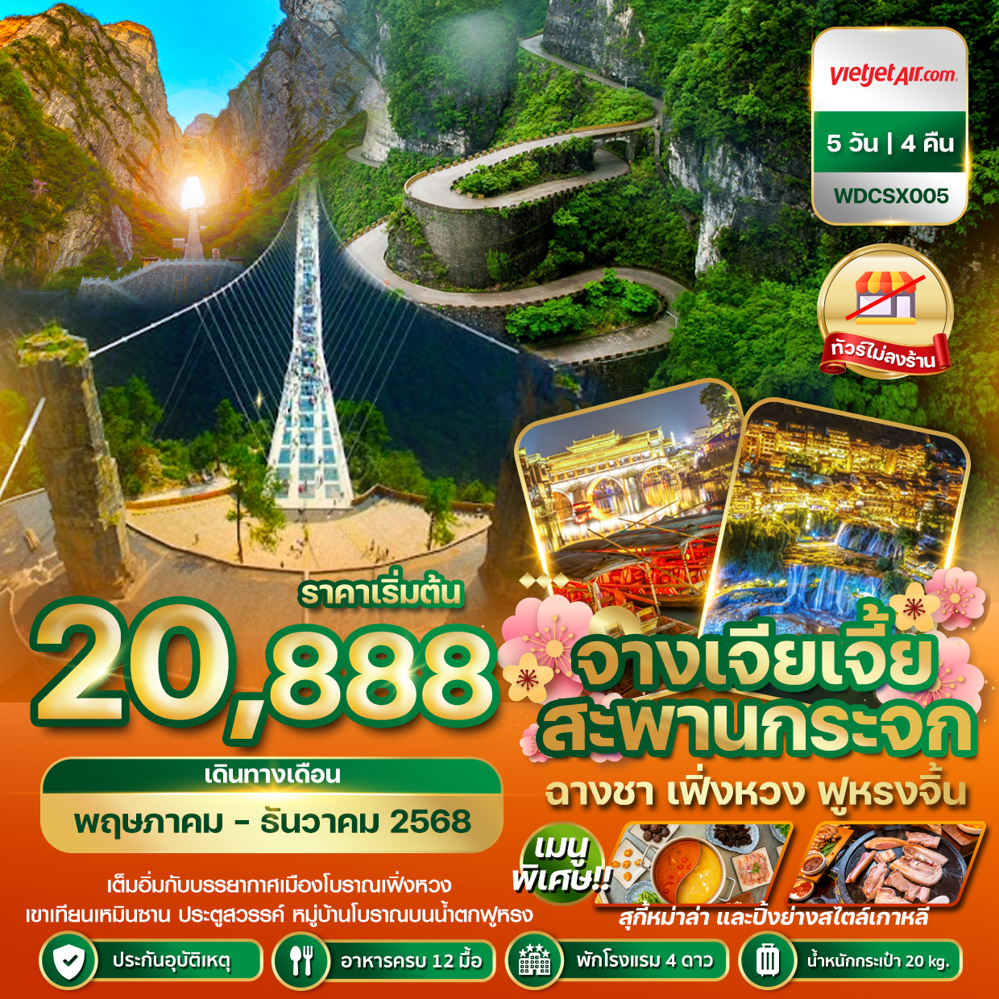 vietjetAir.com
5 วัน | 4 คืน
WDCSX005
ทัวร์ไม่ลงร้าน
ราคาเริ่มต้น
20,888
จางเจียเจี้ย
สะพานกระจก
ฉางชา เฟิ่งหวง ฟูหรงจิ้น
เดินทางเดือน
พฤษภาคม - ธันวาคม 2568
เต็มอิ่มกับบรรยากาศเมืองโบราณเฟิ่งหวง
เขาเทียนเหมินซาน ประตูสวรรค์ หมู่บ้านโบราณบนน้ำตกฟูหรง
เมนู
พิเศษ!!
สุกี้หม่าล่า และปิ้งย่างสไตล์เกาหลี
ประกันอุบัติเหตุ
อาหารครบ 12 มื้อ
พักโรงแรม 4 ดาว
น้ำหนักกระเป๋า 20 kg.